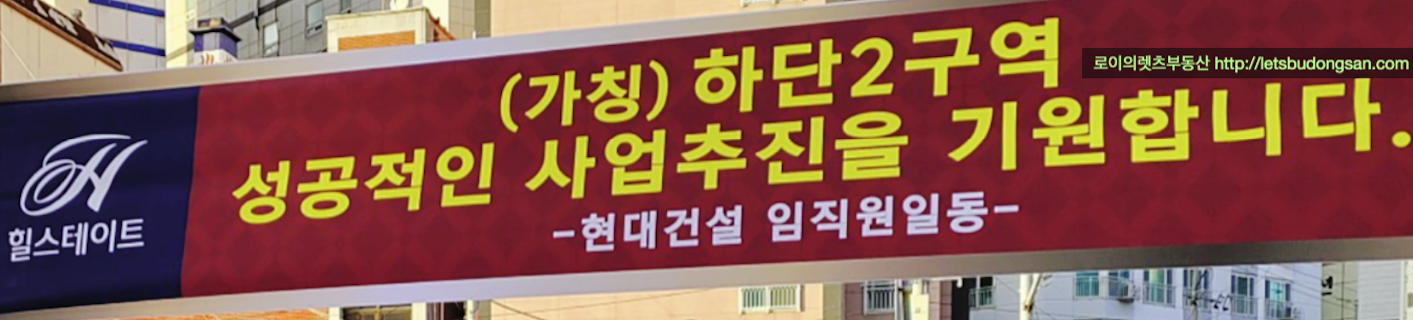 (가칭) 하단2구역
로이의렛츠부동산 http://letsbudongsan.com
성공적인 사업추진을 기원합니다.
힐스테이트
-현대건설 임직원일동-